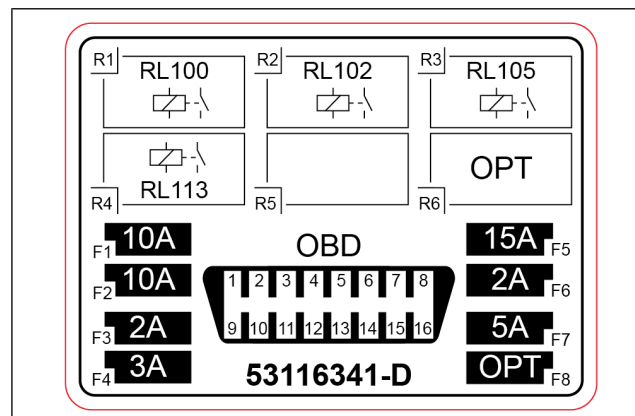 R1 RL100 R2 RL102 R3 RL105
R4 RL113 R5 R6 OPT
F1 10A OBD 15A F5
F2 10A 1 2 3 4 5 6 7 8 2A F6
F3 2A 9 10 11 12 13 14 15 16 5A F7
F4 3A 53116341-D OPT F8